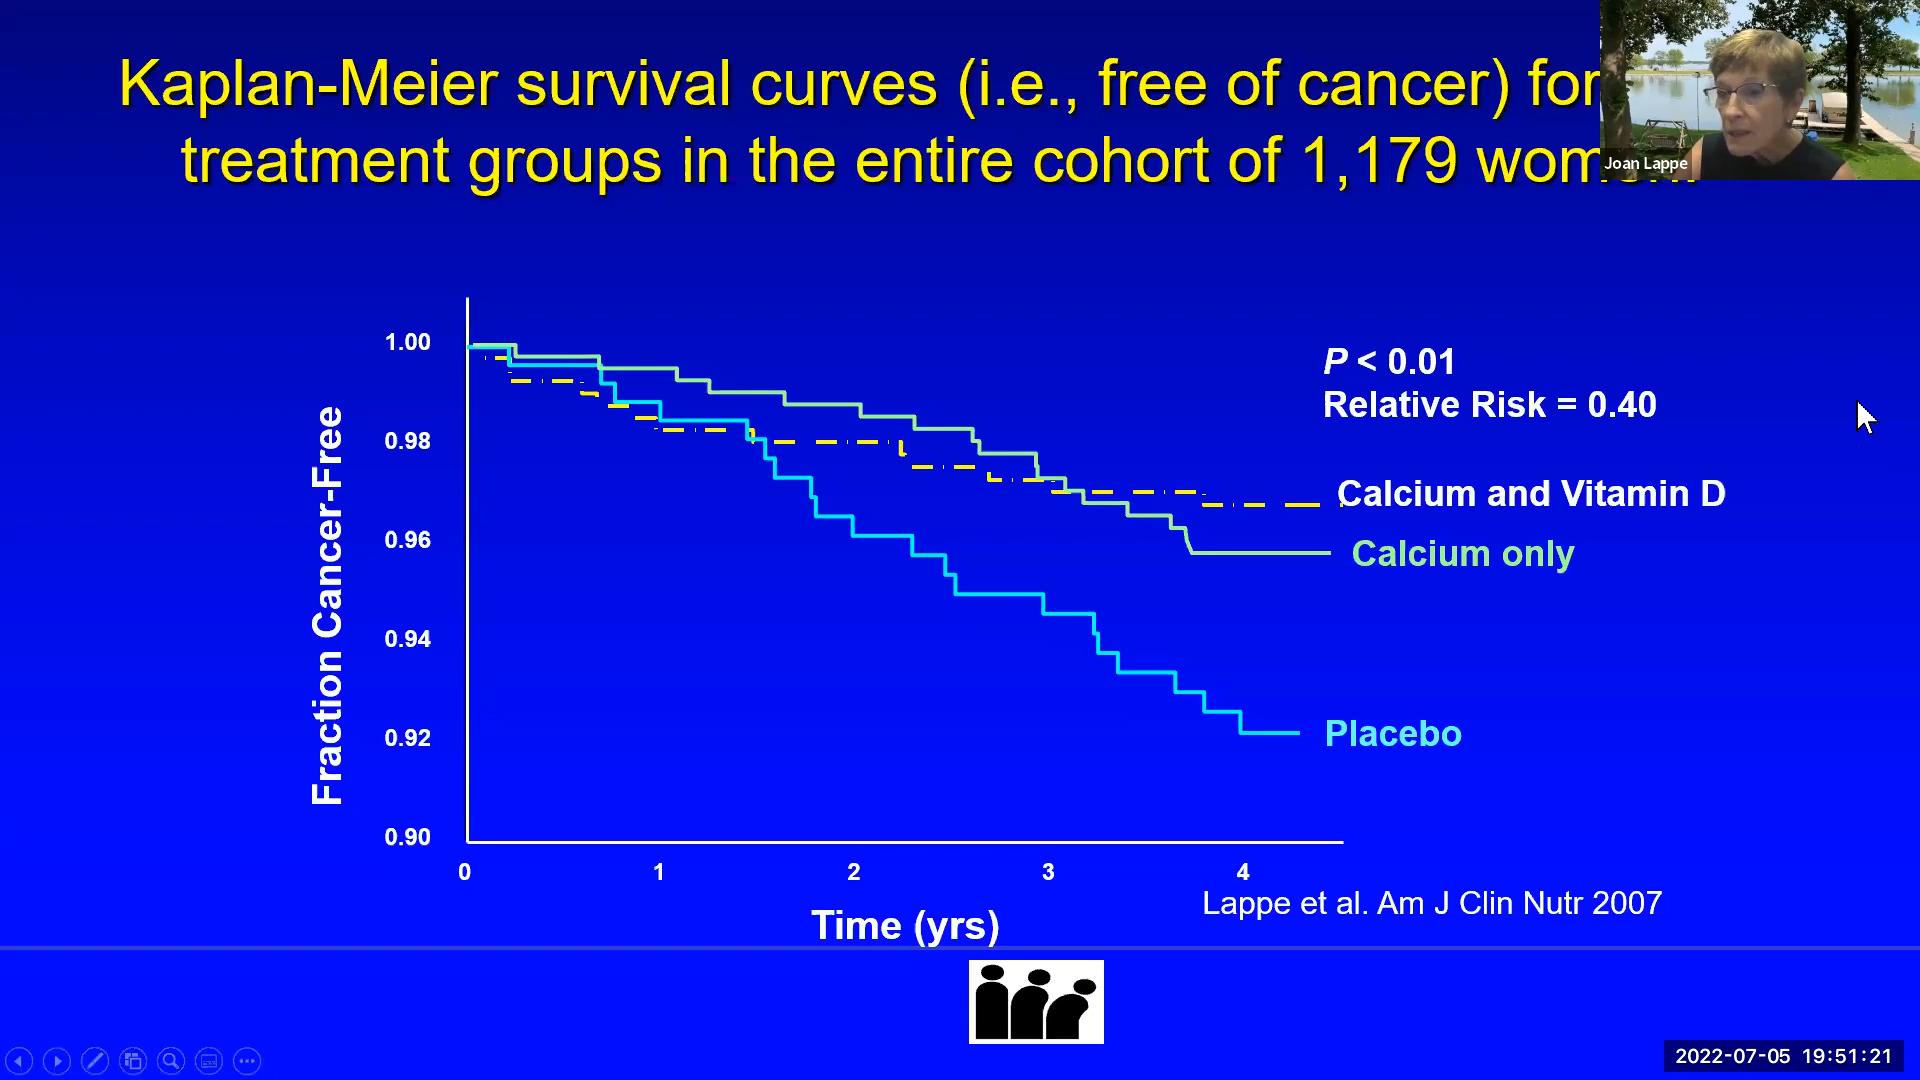 Kaplan-Meier survival curves (i.e., free of cancer) for
treatment groups in the entire cohort of 1,179
Joan Lappe
1.00
0.98
0.96
0.94
0.92
0.90
Fraction Cancer-Free
P < 0.01
Relative Risk = 0.40
Calcium and Vitamin D
Calcium only
Placebo
0 1 2 3 4
Time (yrs)
Lappe et al. Am J Clin Nutr 2007
2022-07-05 19:51:21